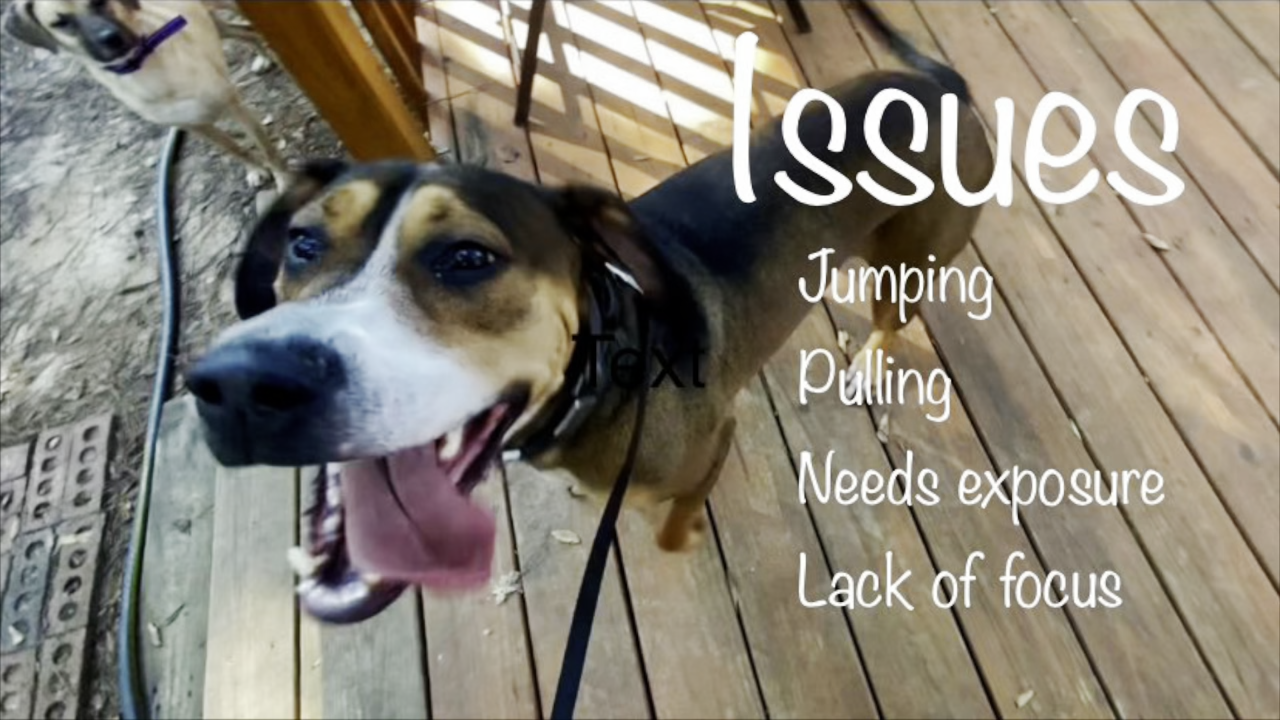 Issues
Jumping
Text
Pulling
Needs exposure
Lack of focus